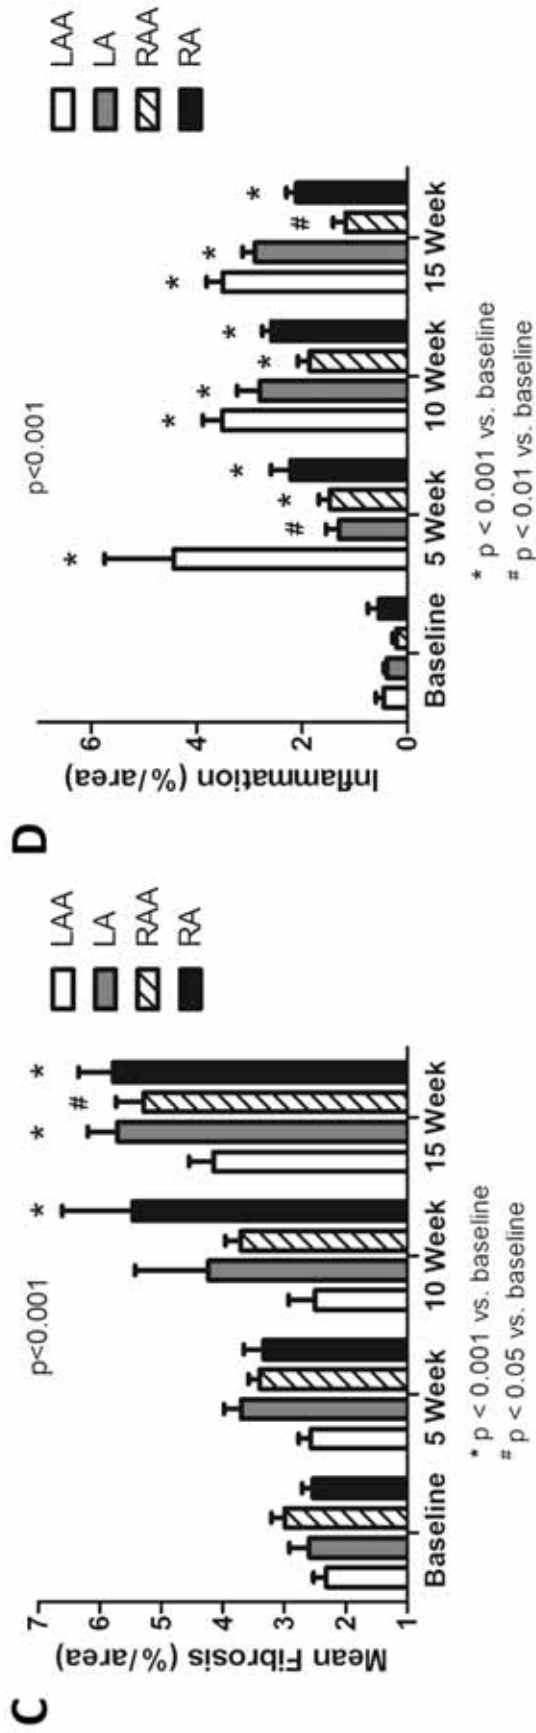 C
Mean Fibrosis (%/area)
7
6
5
4
3
2
1
p<0.001
*
*
*
#
*
Baseline
5 Week
10 Week
15 Week
LAA
LA
RAA
RA
* p < 0.001 vs. baseline
# p < 0.05 vs. baseline
D
Inflammation (%/area)
6
4
2
0
p<0.001
*
#
*
*
*
*
*
*
*
*
#
*
Baseline
5 Week
10 Week
15 Week
LAA
LA
RAA
RA
* p < 0.001 vs. baseline
# p < 0.01 vs. baseline